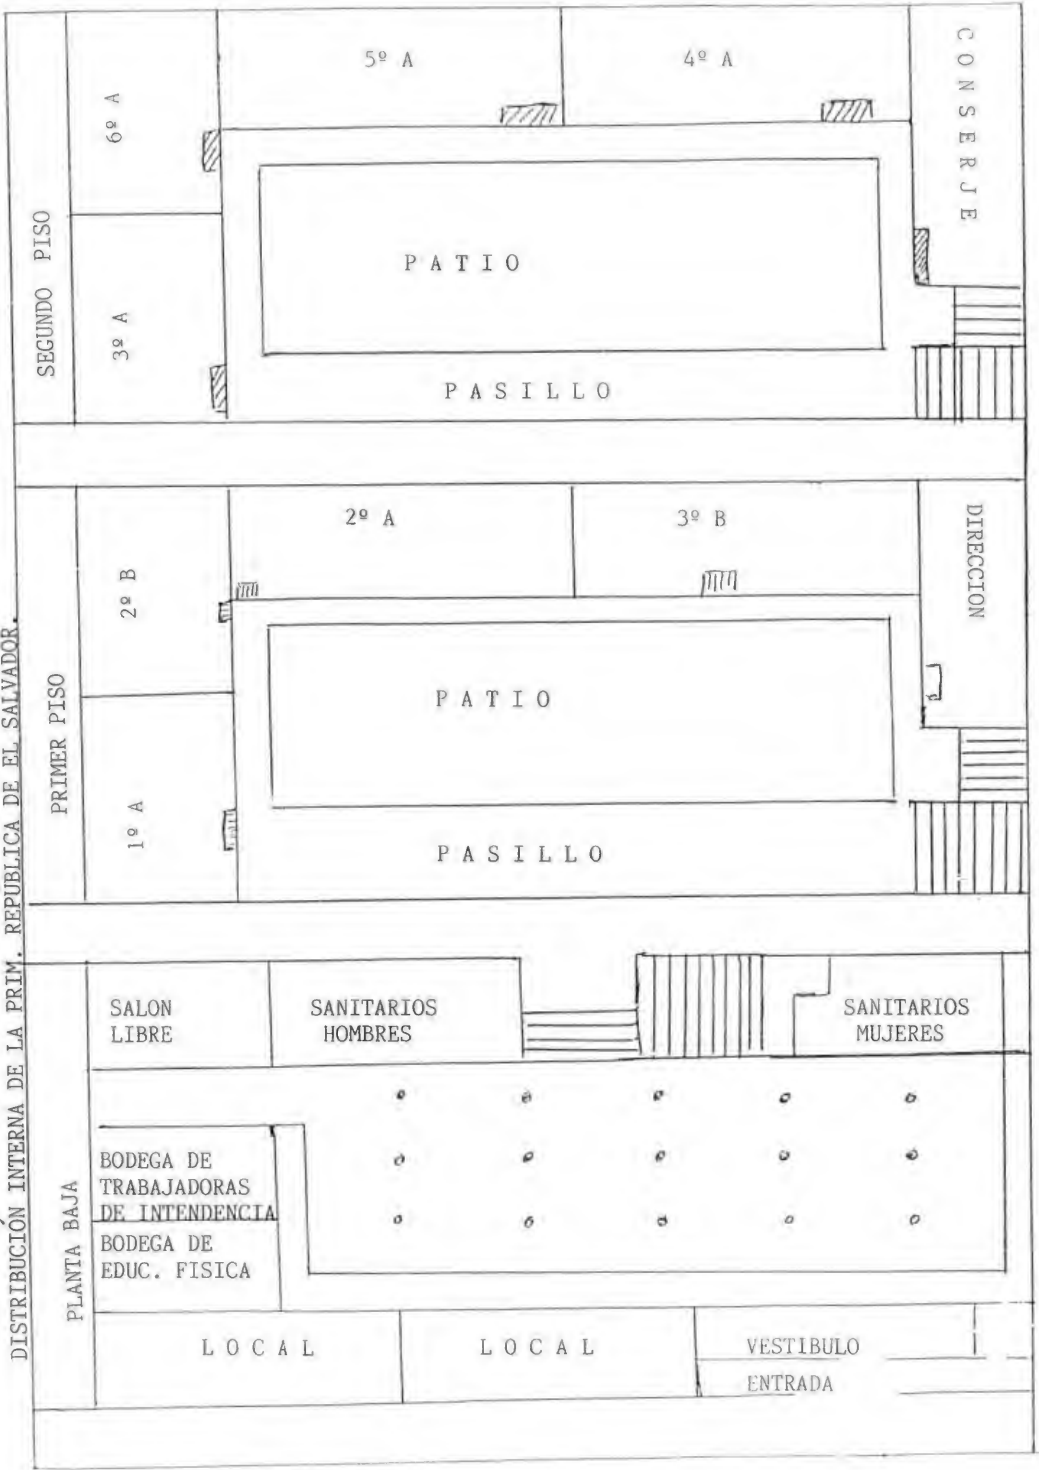 DISTRIBUCIÓN INTERNA DE LA PRIM. REPUBLICA DE EL SALVADOR.
SEGUNDO PISO
6º A
5º A
4º A
CONSERJE
3º A
PATIO
PASILLO
PRIMER PISO
2º B
2º A
3º B
DIRECCION
1º A
PATIO
PASILLO
PLANTA BAJA
SALON
LIBRE
SANITARIOS
HOMBRES
SANITARIOS
MUJERES
BODEGA DE
TRABAJADORAS
DE INTENDENCIA
BODEGA DE
EDUC. FISICA
LOCAL
LOCAL
VESTIBULO
ENTRADA